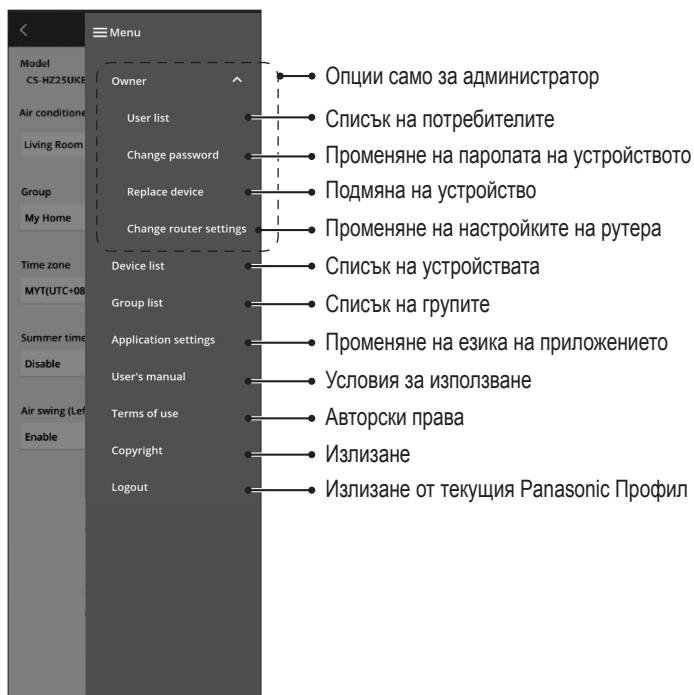 Menu
Model
CS-HZ25UKE
Owner
Опции само за администратор
Air conditione
User list
Списък на потребителите
Living Room
Change password
Променяне на паролата на устройството
Group
Replace device
Подмяна на устройство
My Home
Change router settings
Променяне на настройките на рутера
Time zone
Device list
Списък на устройствата
MYT(UTC+08
Group list
Списък на групите
Summer time
Application settings
Променяне на езика на приложението
Disable
User's manual
Условия за използване
Air swing (Lef
Terms of use
Авторски права
Enable
Copyright
Излизане
Logout
Излизане от текущия Panasonic Профил